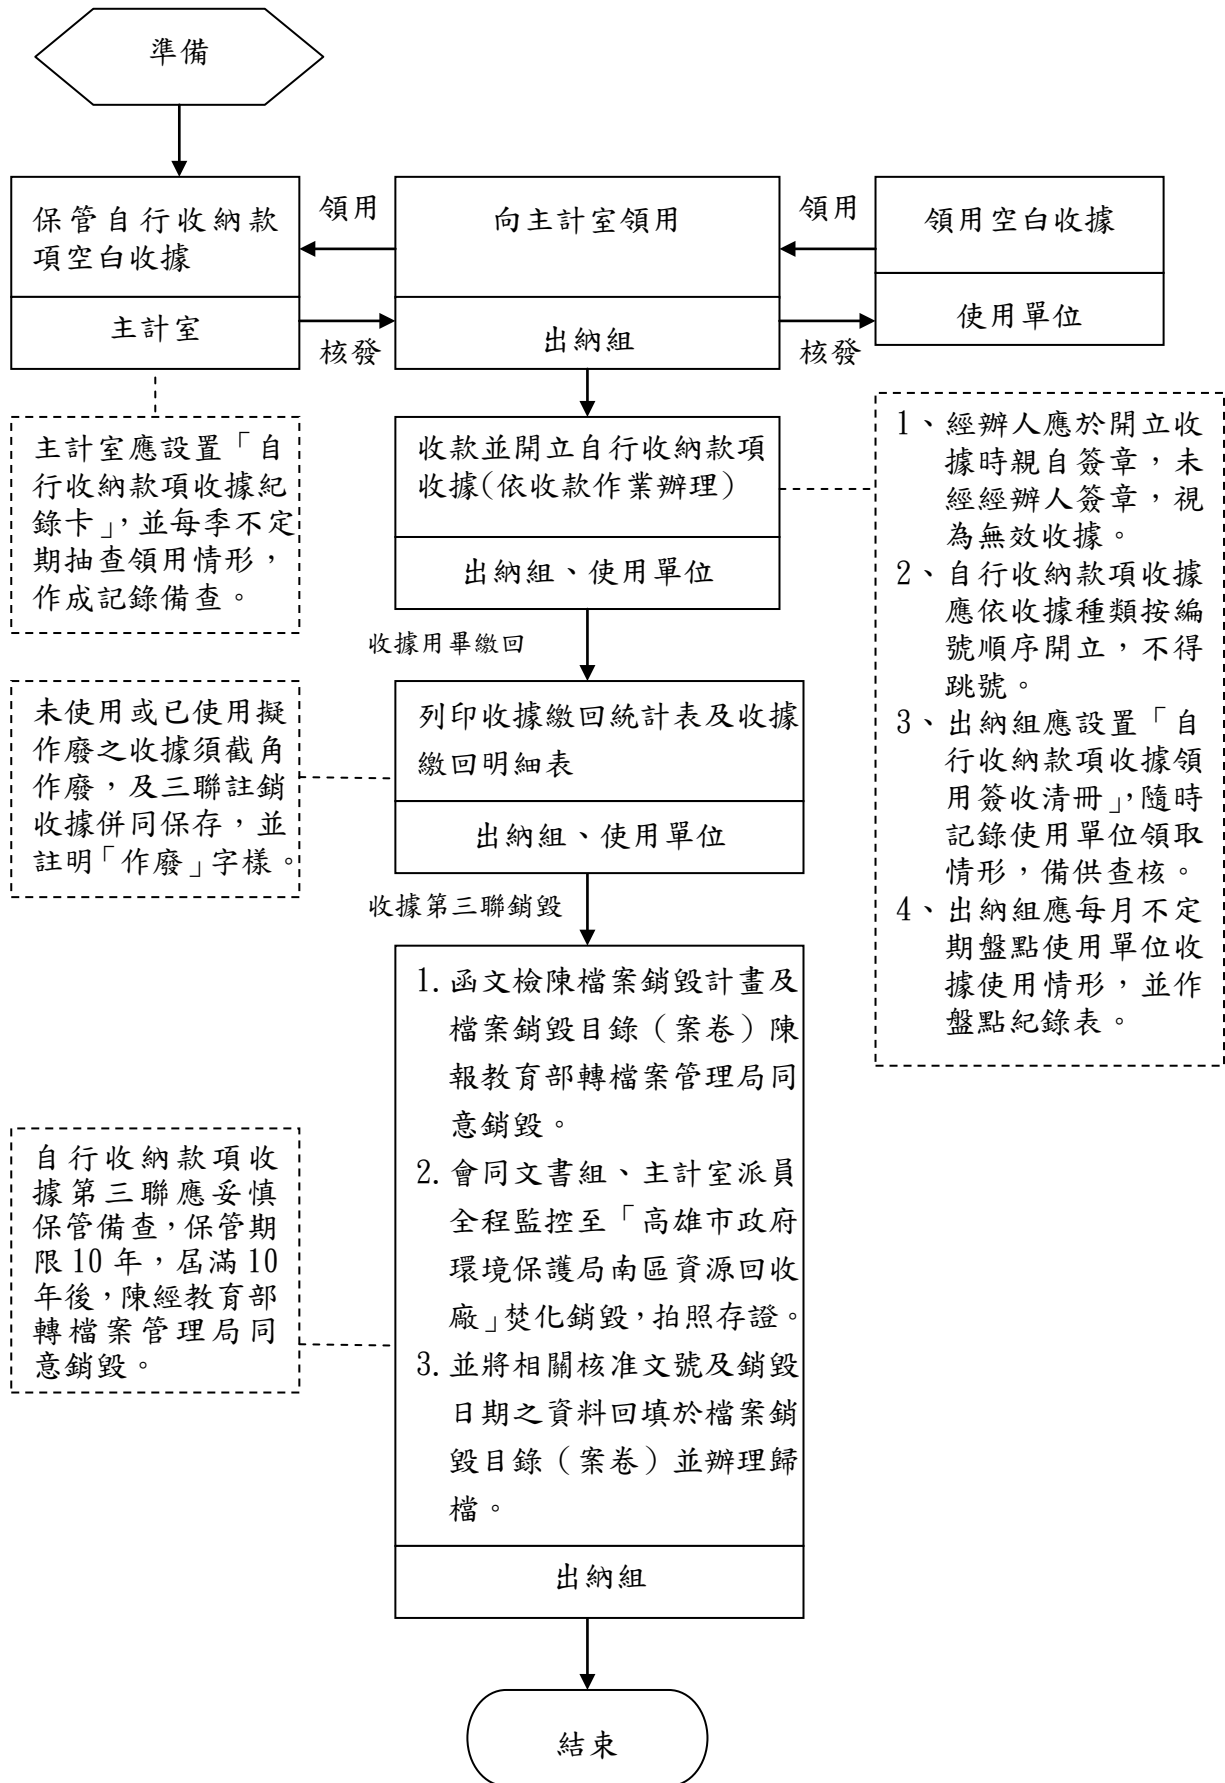 準備
保管自行收納款
項空白收據
主計室
領用
核發
向主計室領用
出納組
領用
核發
領用空白收據
使用單位
主計室應設置「自
行收納款項收據紀
錄卡」，並每季不定
期抽查領用情形，
作成記錄備查。
收款並開立自行收納款項
收據(依收款作業辦理)
出納組、使用單位
1、經辦人應於開立收
據時親自簽章，未
經經辦人簽章，視
為無效收據。
2、自行收納款項收據
應依收據種類按編
號順序開立，不得
跳號。
3、出納組應設置「自
行收納款項收據領
用簽收清冊」，隨時
記錄使用單位領取
情形，備供查核。
4、出納組應每月不定
期盤點使用單位收
據使用情形，並作
盤點紀錄表。
收據用畢繳回
未使用或已使用擬
作廢之收據須截角
作廢，及三聯註銷
收據併同保存，並
註明「作廢」字樣。
列印收據繳回統計表及收據
繳回明細表
出納組、使用單位
收據第三聯銷毀
1.函文檢陳檔案銷毀計畫及
檔案銷毀目錄（案卷）陳
報教育部轉檔案管理局同
意銷毀。
2.會同文書組、主計室派員
全程監控至「高雄市政府
環境保護局南區資源回收
廠」焚化銷毀，拍照存證。
3.並將相關核准文號及銷毀
日期之資料回填於檔案銷
毀目錄（案卷）並辦理歸
檔。
出納組
自行收納款項收
據第三聯應妥慎
保管備查，保管期
限10年，屆滿10
年後，陳經教育部
轉檔案管理局同
意銷毀。
結束